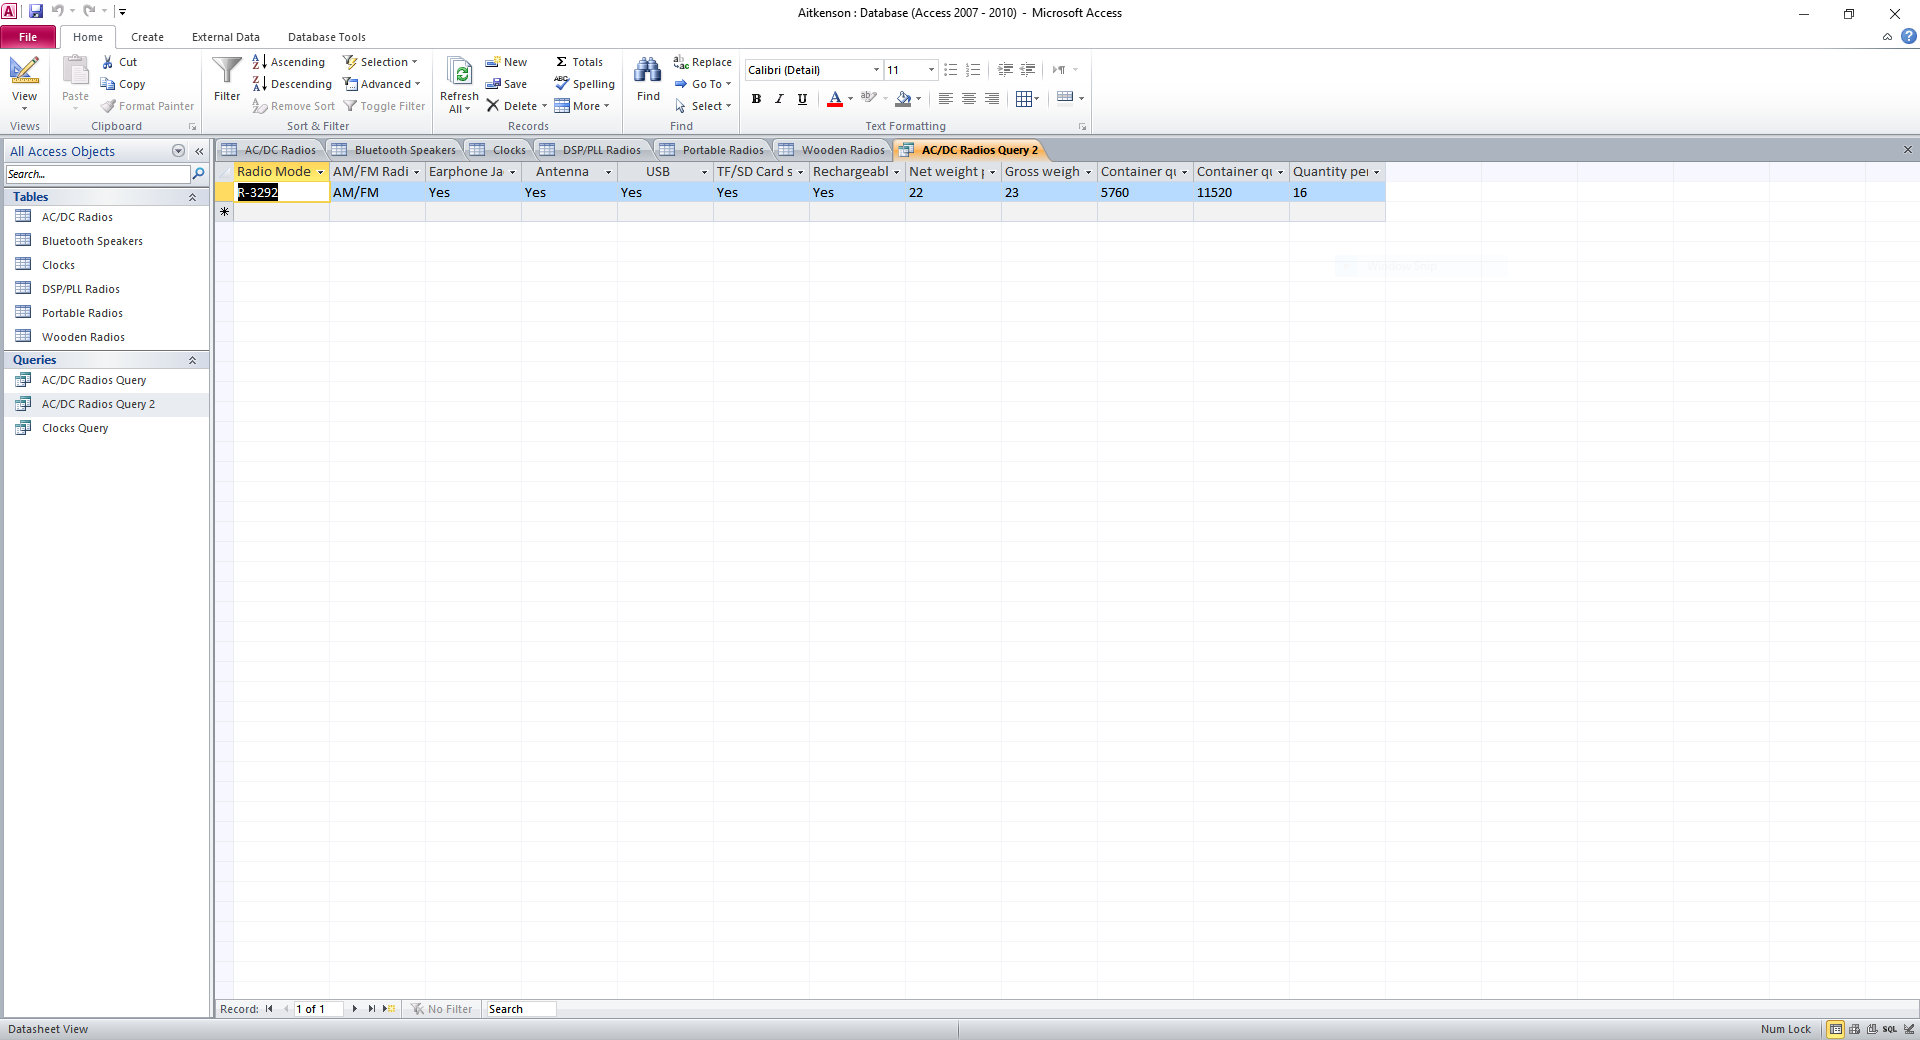 Aitkenson : Database (Access 2007 - 2010) - Microsoft Access
File Home Create External Data Database Tools
View
Views
Paste
Cut
Copy
Format Painter
Clipboard
Filter
Ascending
Descending
Remove Sort
Selection
Advanced
Toggle Filter
Sort & Filter
Refresh
All
New
Save
Delete
Totals
Spelling
More
Records
Find
Replace
Go To
Select
Find
Calibri (Detail) 11
B I U A
Text Formatting
All Access Objects
Search...
Tables
AC/DC Radios
Bluetooth Speakers
Clocks
DSP/PLL Radios
Portable Radios
Wooden Radios
Queries
AC/DC Radios Query
AC/DC Radios Query 2
Clocks Query
AC/DC Radios Bluetooth Speakers Clocks DSP/PLL Radios Portable Radios Wooden Radios AC/DC Radios Query 2
Radio Mode AM/FM Radi Earphone Ja Antenna USB TF/SD Card s Rechargeabl Net weight p Gross weigh Container qu Container qu Quantity per
R-3292 AM/FM Yes Yes Yes Yes Yes 22 23 5760 11520 16
Record: 1 of 1 No Filter Search
Datasheet View Num Lock SQL